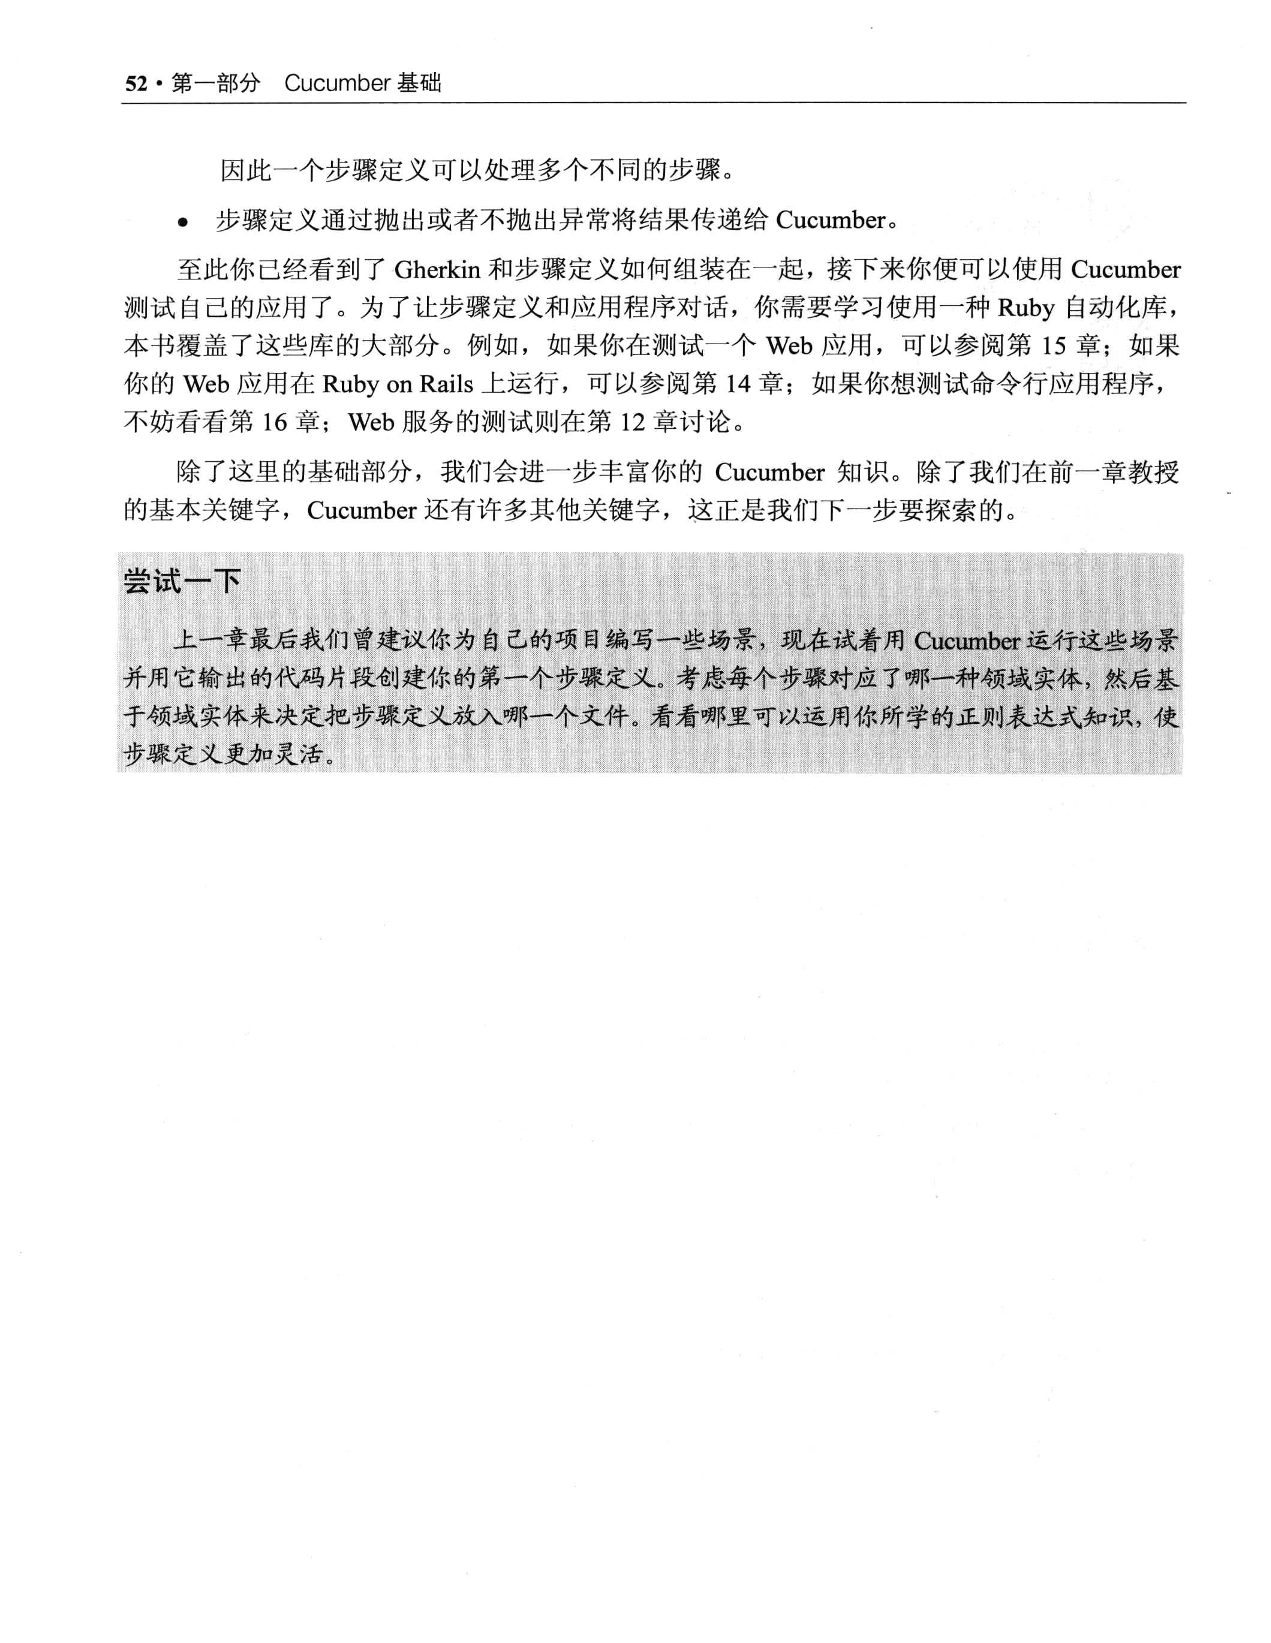 52·第一部分 Cucumber 基础
因此一个步骤定义可以处理多个不同的步骤。
● 步骤定义通过抛出或者不抛出异常将结果传递给 Cucumber。
至此你已经看到了 Gherkin 和步骤定义如何组装在一起，接下来你便可以使用 Cucumber
测试自己的应用了。为了让步骤定义和应用程序对话，你需要学习使用一种 Ruby 自动化库，
本书覆盖了这些库的大部分。例如，如果你在测试一个 Web 应用，可以参阅第 15 章；如果
你的 Web 应用在 Ruby on Rails 上运行，可以参阅第 14 章；如果你想测试命令行应用程序，
不妨看看第 16 章；Web 服务的测试则在第 12 章讨论。
除了这里的基础部分，我们会进一步丰富你的 Cucumber 知识。除了我们在前一章教授
的基本关键字，Cucumber 还有许多其他关键字，这正是我们下一步要探索的。
尝试一下
上一章最后我们曾建议你为自己的项目编写一些场景，现在试着用 Cucumber 运行这些场景
并用它输出的代码片段创建你的第一个步骤定义。考虑每个步骤对应了哪一种领域实体，然后基
于领域实体来决定把步骤定义放入哪一个文件。看看哪里可以运用你所学的正则表达式知识，使
步骤定义更加灵活。